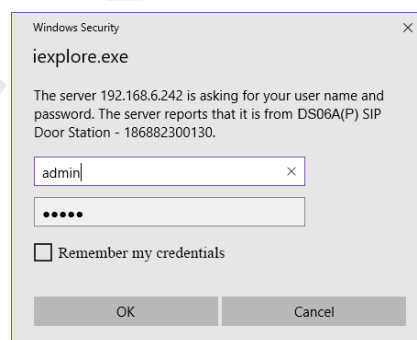 Windows Security
iexplore.exe
The server 192.168.6.242 is asking for your user name and
password. The server reports that it is from DS06A(P) SIP
Door Station - 186882300130.
admin
•••••
Remember my credentials
OK
Cancel